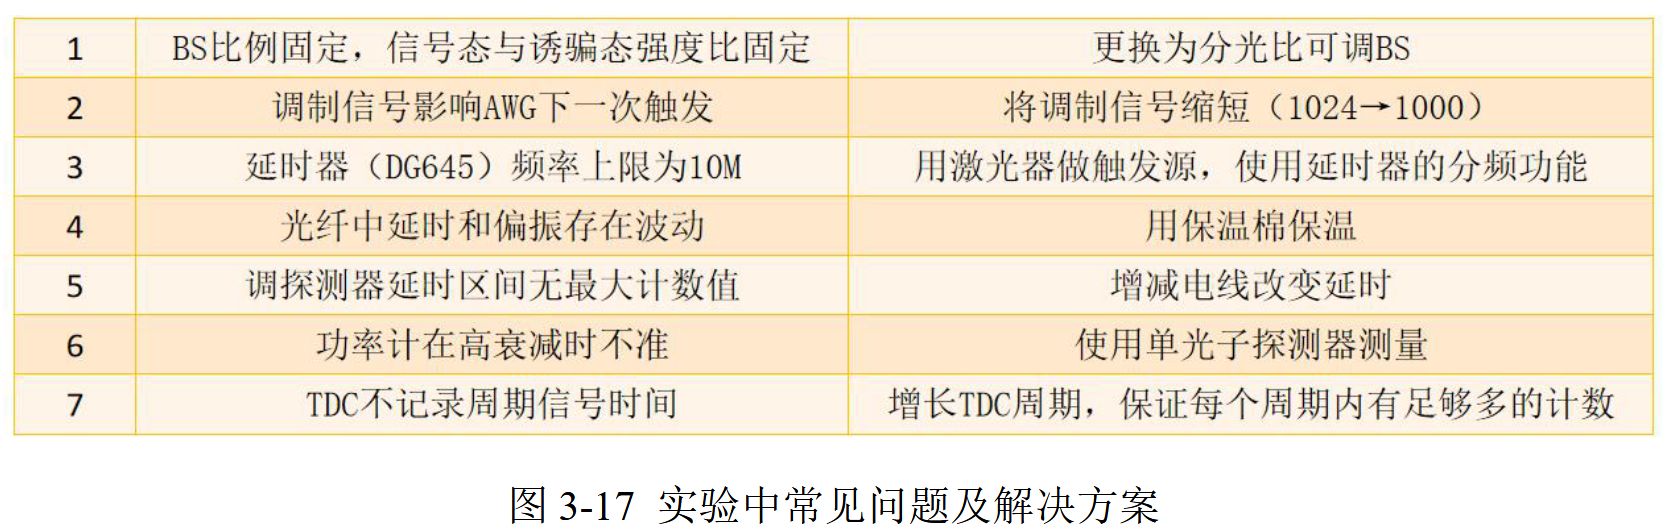 1 BS比例固定，信号态与诱骗态强度比固定 更换为分光比可调BS
2 调制信号影响AWG下一次触发 将调制信号缩短（1024→1000）
3 延时器（DG645）频率上限为10M 用激光器做触发源，使用延时器的分频功能
4 光纤中延时和偏振存在波动 用保温棉保温
5 调探测器延时区间无最大计数值 增减电线改变延时
6 功率计在高衰减时不准 使用单光子探测器测量
7 TDC不记录周期信号时间 增长TDC周期，保证每个周期内有足够多的计数
图 3-17 实验中常见问题及解决方案